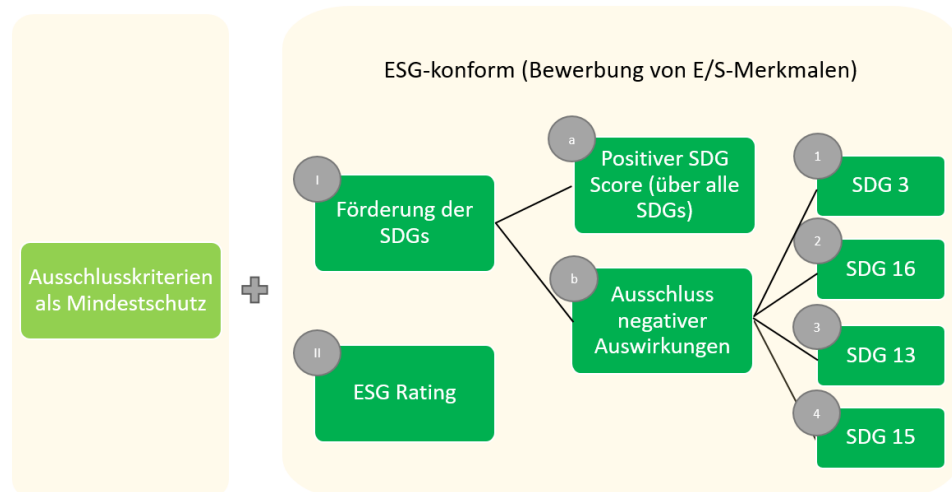 ESG-konform (Bewerbung von E/S-Merkmalen)
Ausschlusskriterien
als Mindestschutz
I
Förderung der
SDGs
a
Positiver SDG
Score (über alle
SDGs)
b
Ausschluss
negativer
Auswirkungen
1
SDG 3
2
SDG 16
3
SDG 13
4
SDG 15
II
ESG Rating